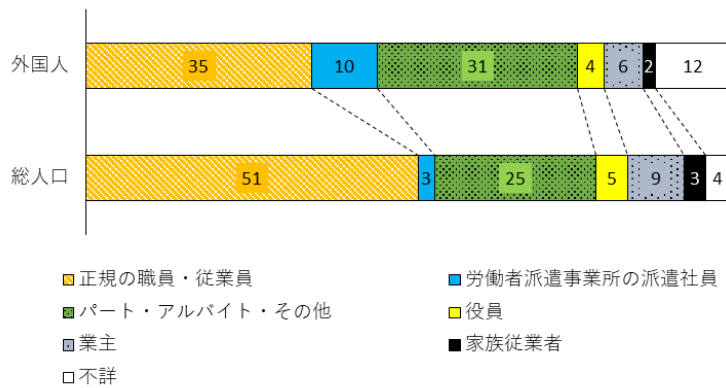 外国人 35 10 31 4 6 2 12
総人口 51 3 25 5 9 3 4
正規の職員・従業員 労働者派遣事業所の派遣社員
パート・アルバイト・その他 役員
業主 家族従業者
不詳